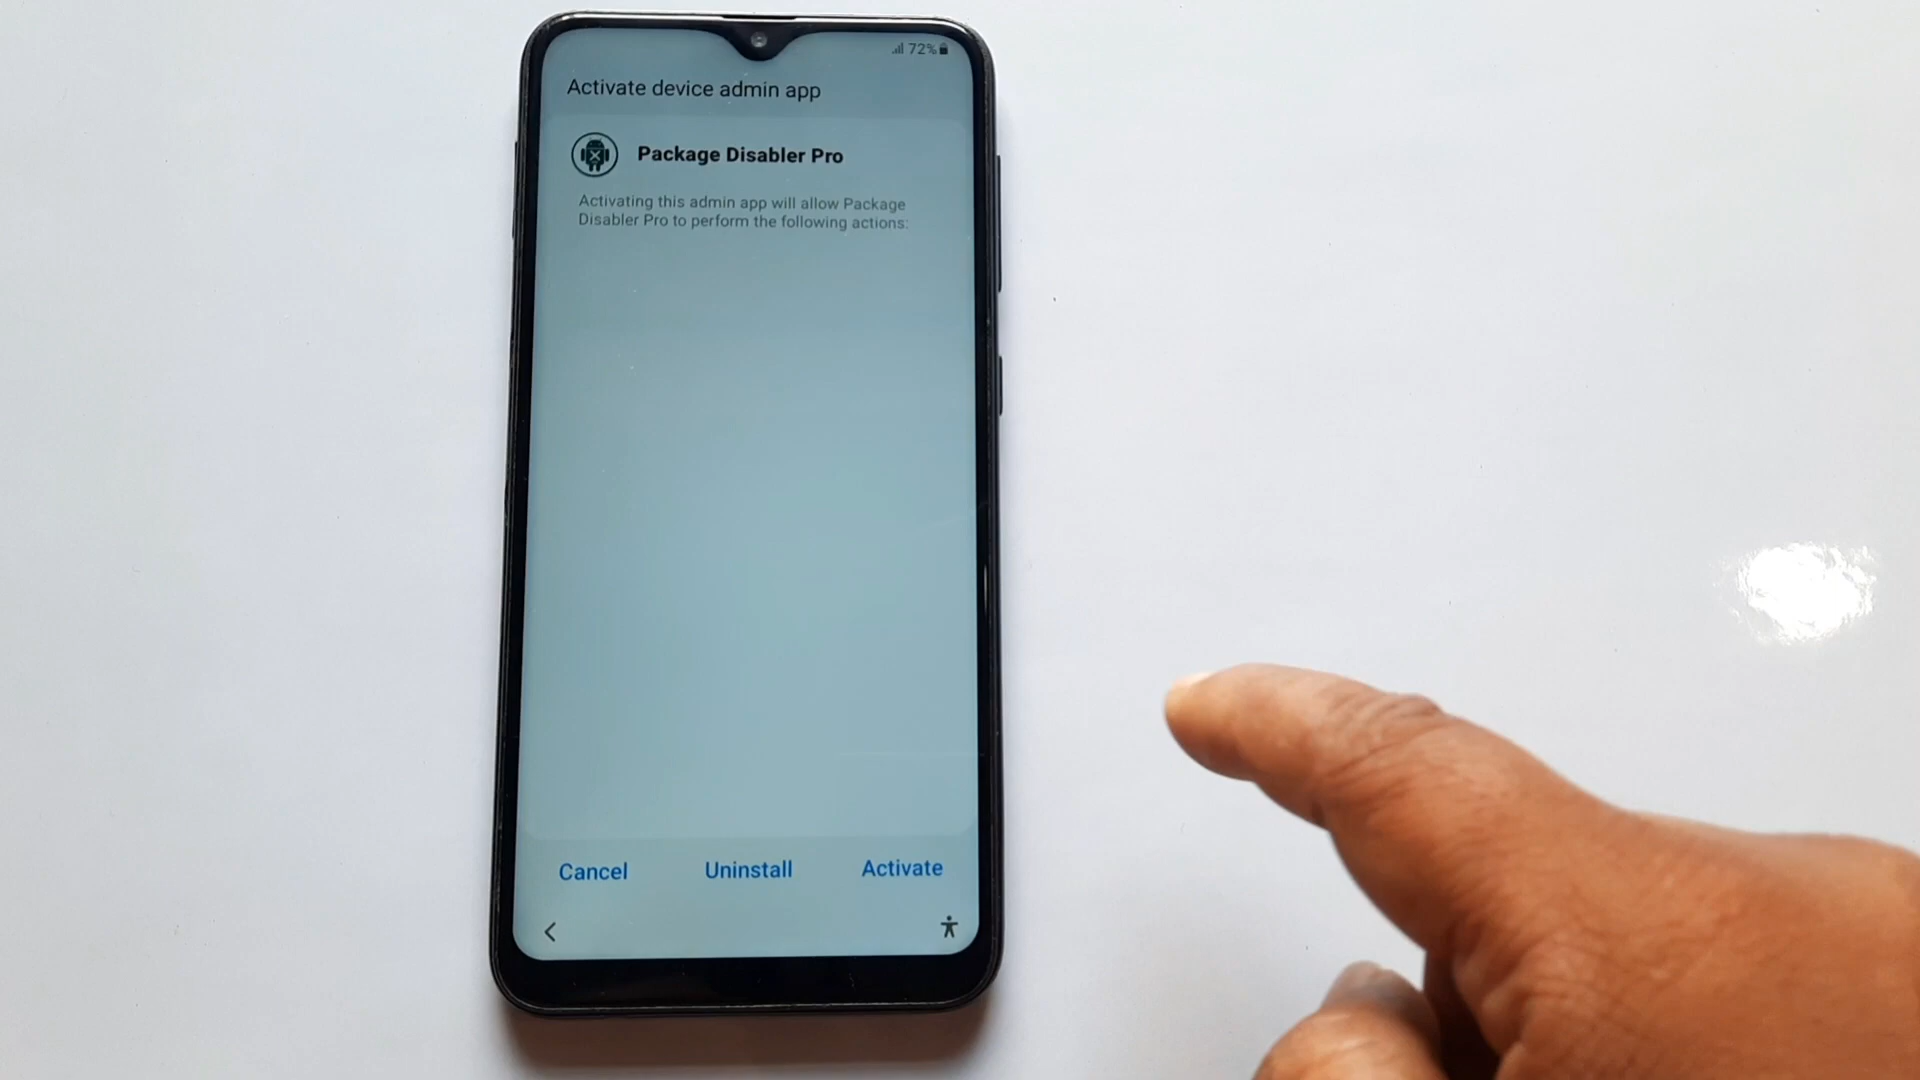 72%
Activate device admin app
Package Disabler Pro
Activating this admin app will allow Package
Disabler Pro to perform the following actions:
Cancel Uninstall Activate